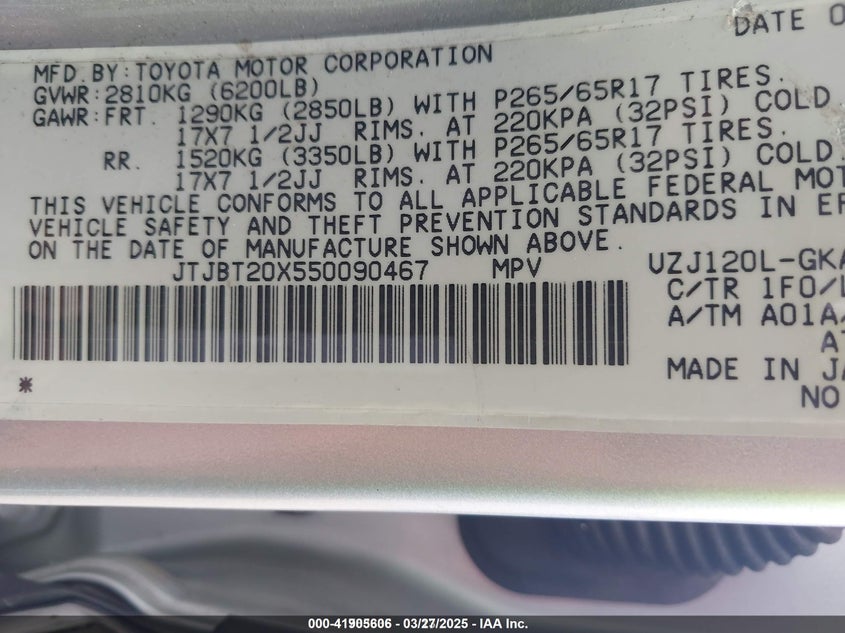 DATE 0
MFD.BY:TOYOTA MOTOR CORPORATION
GVWR:2810KG (6200LB)
GAWR:FRT. 1290KG (2850LB) WITH P265/65R17 TIRES.
17X7 1/2JJ RIMS. AT 220KPA (32PSI) COLD
RR. 1520KG (3350LB) WITH P265/65R17 TIRES.
17X7 1/2JJ RIMS. AT 220KPA (32PSI) COLD.
THIS VEHICLE CONFORMS TO ALL APPLICABLE FEDERAL MOT
VEHICLE SAFETY AND THEFT PREVENTION STANDARDS IN EF
ON THE DATE OF MANUFACTURE SHOWN ABOVE.
JTJBT20X550090467 MPV UZJ120L-GKA
C/TR 1F0/L
A/TM A01A/
AT
MADE IN JA
NO
*
000-41905606 - 03/27/2025 - IAA Inc.